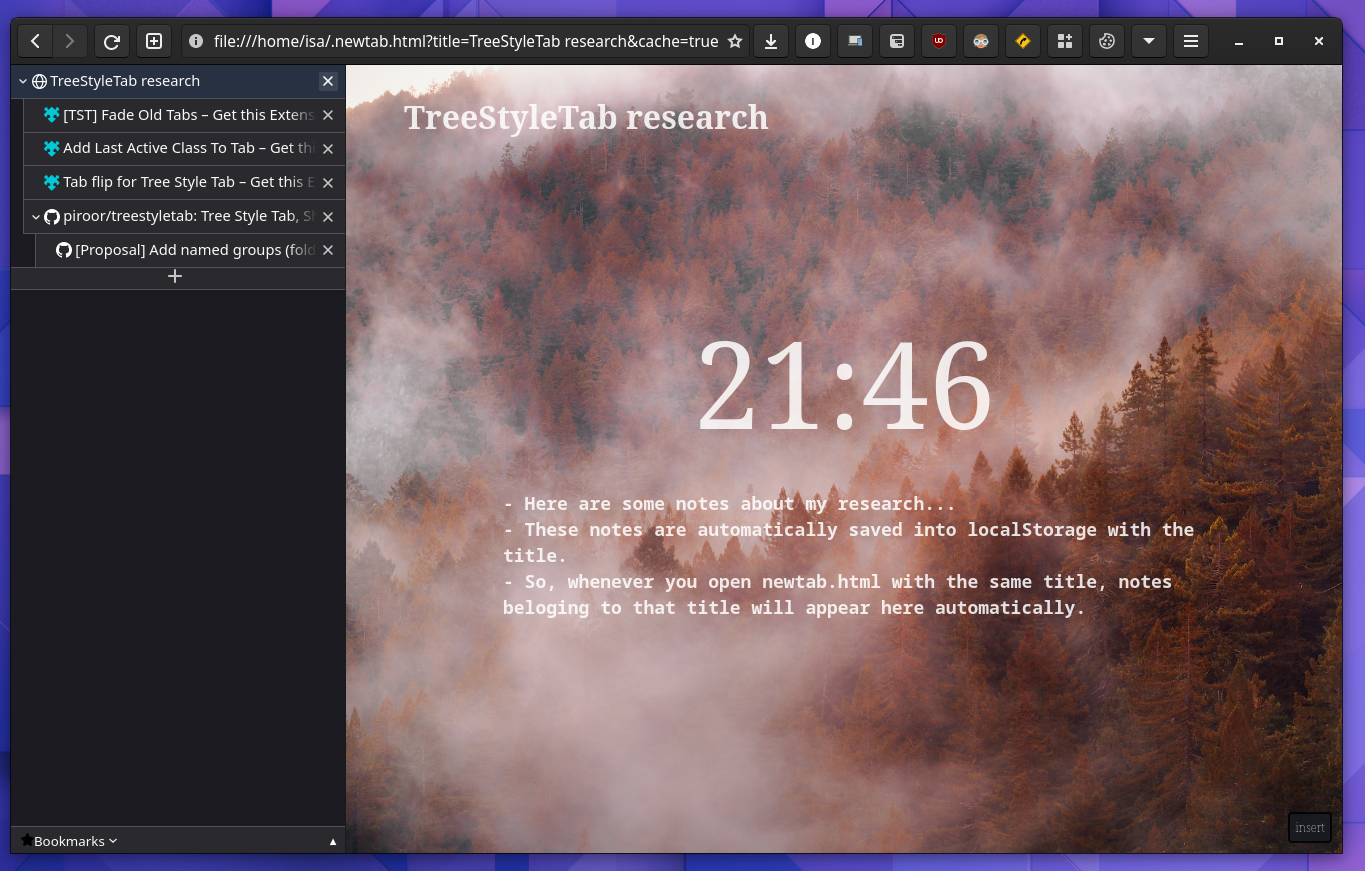 file:///home/isa/.newtab.html?title=TreeStyleTab research&cache=true
TreeStyleTab research
[TST] Fade Old Tabs – Get this Extens
Add Last Active Class To Tab – Get thi
Tab flip for Tree Style Tab – Get this E
piroor/treestyletab: Tree Style Tab, S
[Proposal] Add named groups (fold
Bookmarks
TreeStyleTab research
21:46
- Here are some notes about my research...
- These notes are automatically saved into localStorage with the
title.
- So, whenever you open newtab.html with the same title, notes
beloging to that title will appear here automatically.
insert